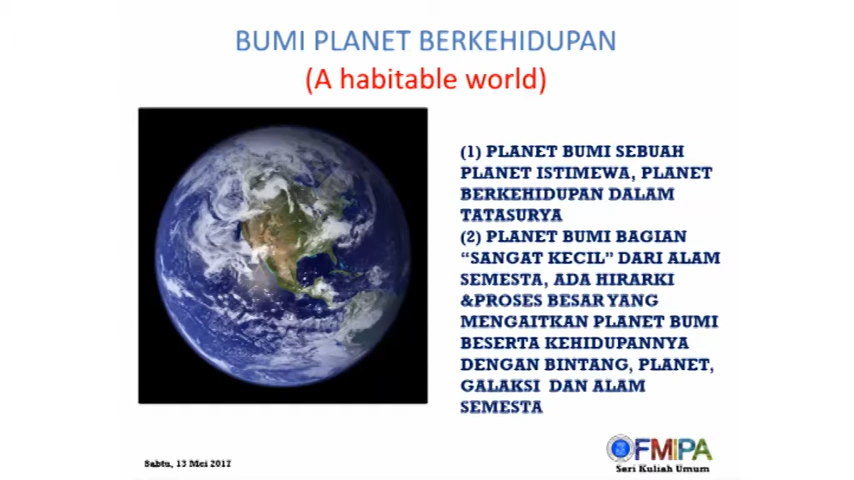 BUMI PLANET BERKEHIDUPAN
(A habitable world)
(1) PLANET BUMI SEBUAH
PLANET ISTIMEWA, PLANET
BERKEHIDUPAN DALAM
TATASURYA
(2) PLANET BUMI BAGIAN
“SANGAT KECIL” DARI ALAM
SEMESTA, ADA HIRARKI
&PROSES BESAR YANG
MENGAITKAN PLANET BUMI
BESERTA KEHIDUPANNYA
DENGAN BINTANG, PLANET,
GALAKSI DAN ALAM
SEMESTA
Sabtu, 13 Mei 2017
FMIPA
Seri Kuliah Umum